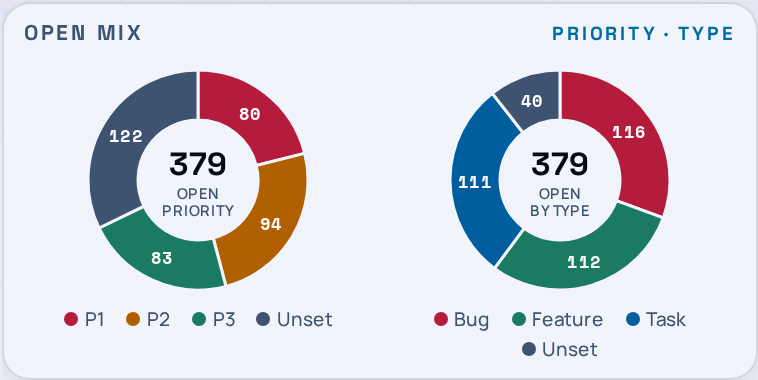 OPEN MIX
PRIORITY · TYPE
80
94
83
122
379
OPEN
PRIORITY
116
112
111
40
379
OPEN
BY TYPE
P1 P2 P3 Unset
Bug Feature Task
Unset